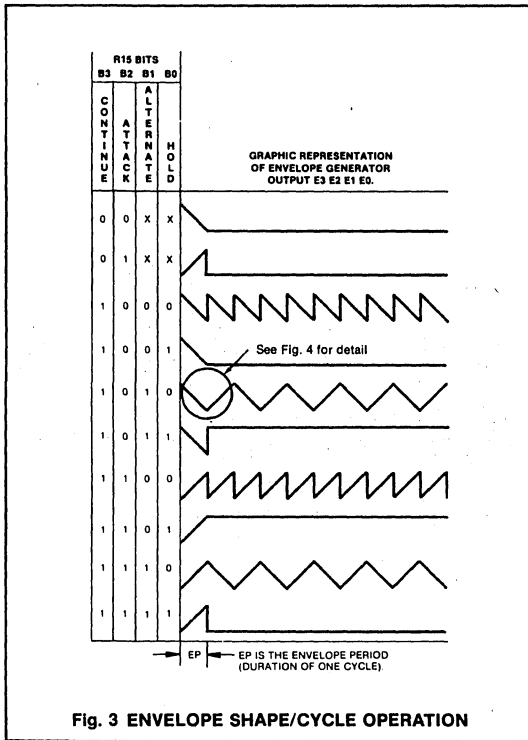 R15 BITS
B3 B2 B1 B0
CONTINUE
ATTACK
ALTERNATE
HOLD
GRAPHIC REPRESENTATION
OF ENVELOPE GENERATOR
OUTPUT E3 E2 E1 E0.
0 0 X X
0 1 X X
1 0 0 0
1 0 0 1
See Fig. 4 for detail
1 0 1 0
1 0 1 1
1 1 0 0
1 1 0 1
1 1 1 0
1 1 1 1
EP
EP IS THE ENVELOPE PERIOD
(DURATION OF ONE CYCLE).
Fig. 3 ENVELOPE SHAPE/CYCLE OPERATION